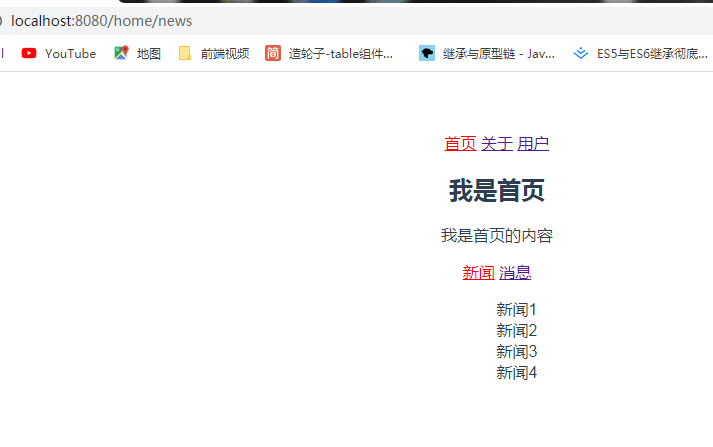 localhost:8080/home/news
YouTube 地图 前端视频 简 造轮子-table组件... 继承与原型链 - Jav... ES5与ES6继承彻底...
首页 关于 用户
我是首页
我是首页的内容
新闻 消息
新闻1
新闻2
新闻3
新闻4